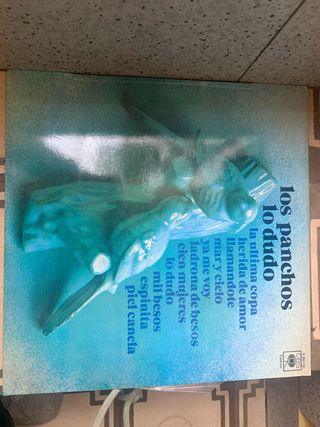 los panchos
lo dudo
la ultima copa
herida de amor
llamandote
mar y cielo
ya me voy
ladrona de besos
cien mujeres
lo dudo
mil besos
espinita
piel canela
CBS